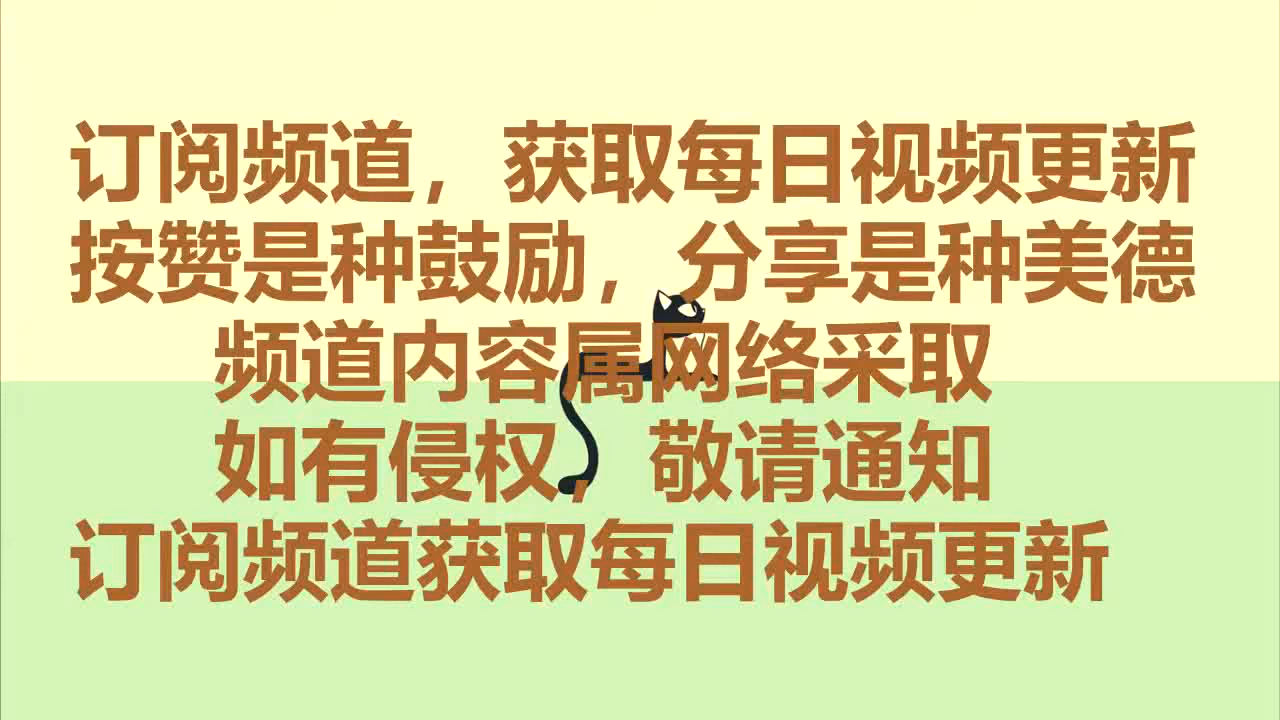 订阅频道，获取每日视频更新
按赞是种鼓励，分享是种美德
频道内容属网络采取
如有侵权，敬请通知
订阅频道获取每日视频更新